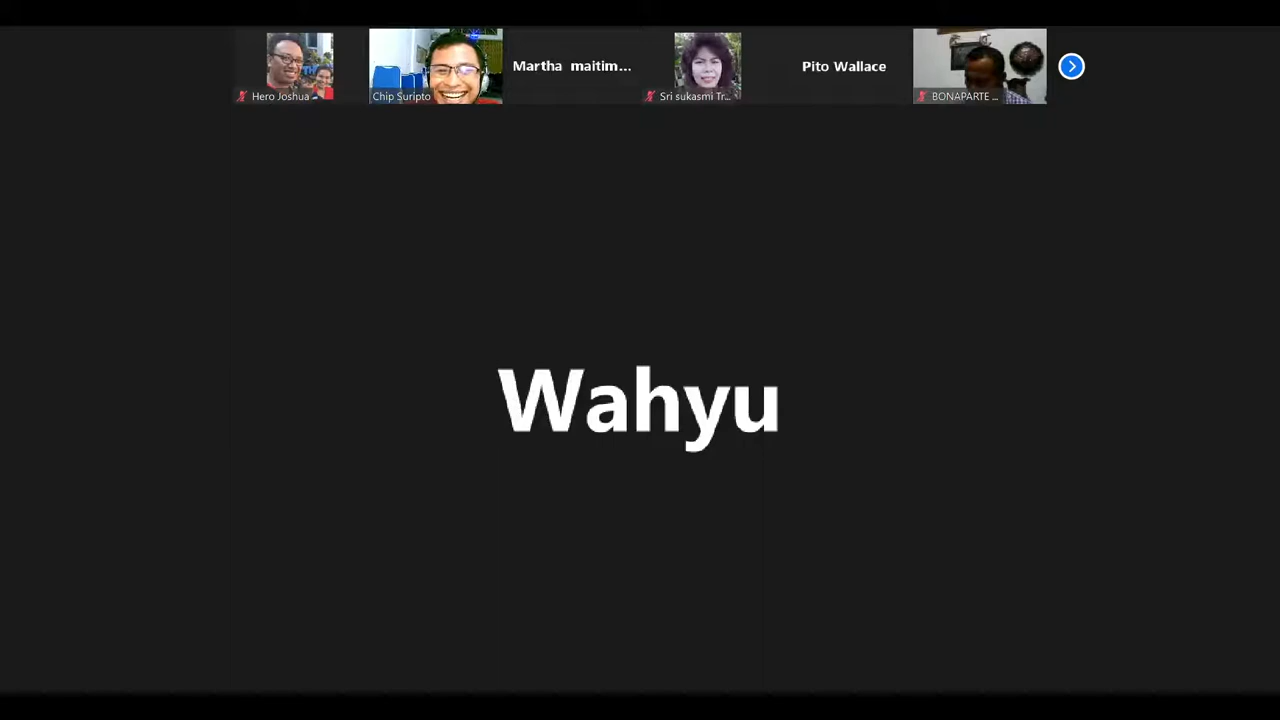 Hero Joshua
Chip Suripto
Martha maitim...
Sri sukasmi Tr...
Pito Wallace
BONAPARTE ...
Wahyu